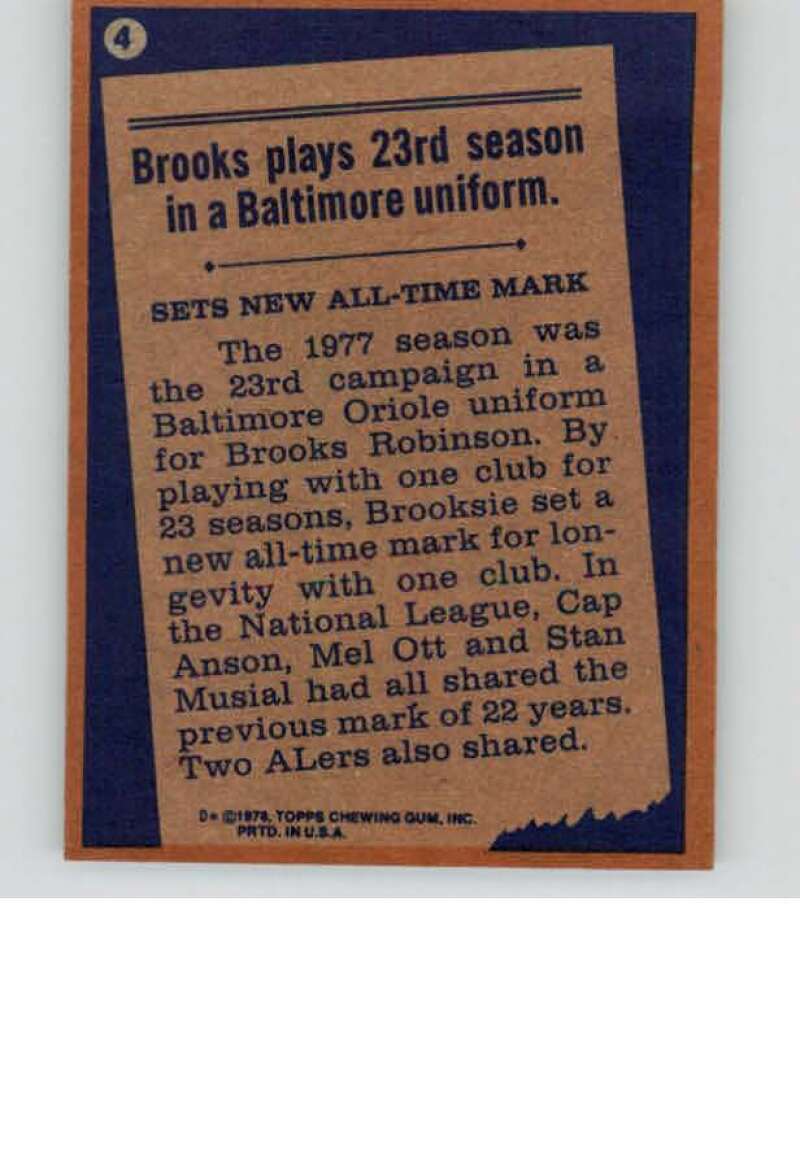 4
Brooks plays 23rd season
in a Baltimore uniform.
SETS NEW ALL-TIME MARK
The 1977 season was
the 23rd campaign in a
Baltimore Oriole uniform
for Brooks Robinson. By
playing with one club for
23 seasons, Brooksie set a
new all-time mark for lon-
gevity with one club. In
the National League, Cap
Anson, Mel Ott and Stan
Musial had all shared the
previous mark of 22 years.
Two ALers also shared.
D* ©1978, TOPPS CHEWING GUM, INC.
PRTD. IN U.S.A.